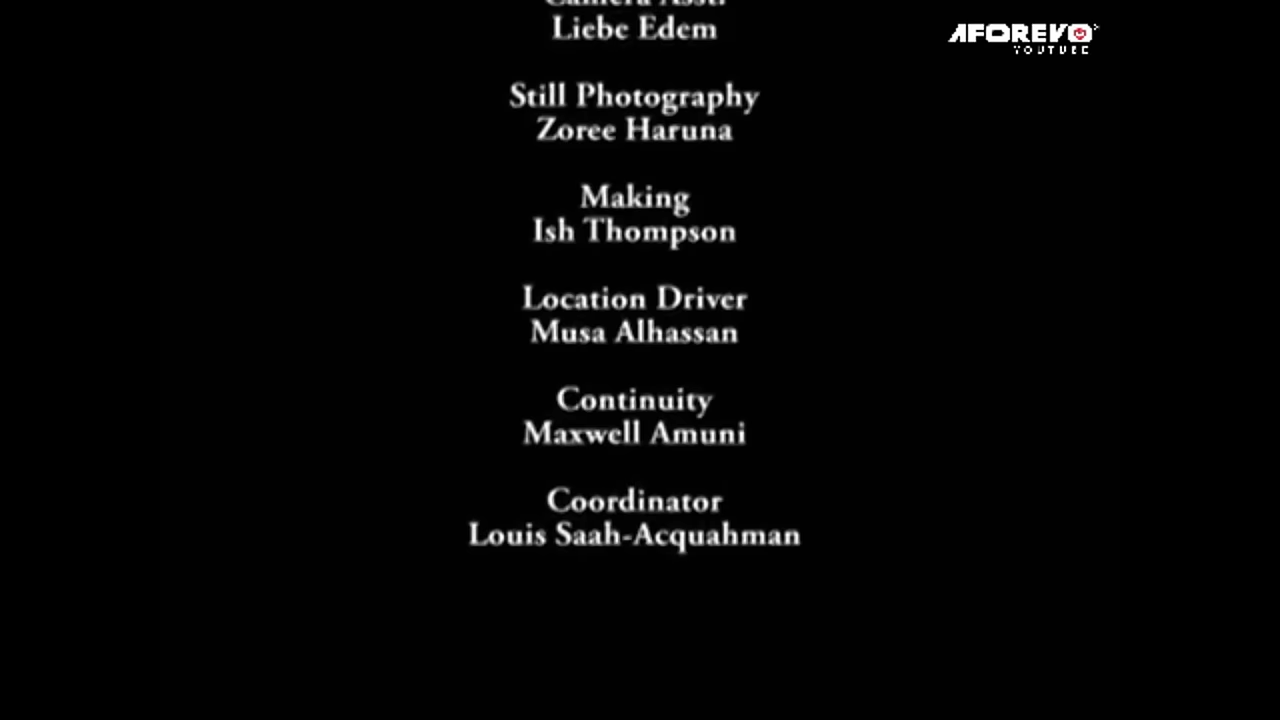 Liebe Edem
Still Photography
Zoree Haruna
Making
Ish Thompson
Location Driver
Musa Alhassan
Continuity
Maxwell Amuni
Coordinator
Louis Saah-Acquahman
AFOREVO
YOUTUBE